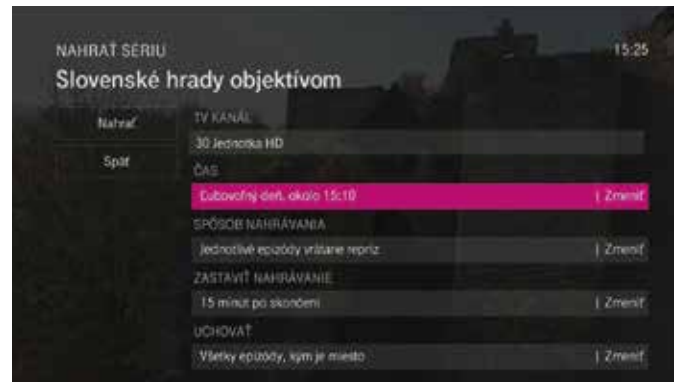 NAHRAŤ SÉRIU
15:25
Slovenské hrady objektívom
Nahrať
Späť
TV KANÁL
30 Jednotka HD
ČAS
Ľubovoľný deň, okolo 15:10 | Zmeniť
SPÔSOB NAHRÁVANIA
Jednotlivé epizódy vrátane repríz | Zmeniť
ZASTAVIŤ NAHRÁVANIE
15 minút po skončení | Zmeniť
UCHOVAŤ
Všetky epizódy, kým je miesto | Zmeniť